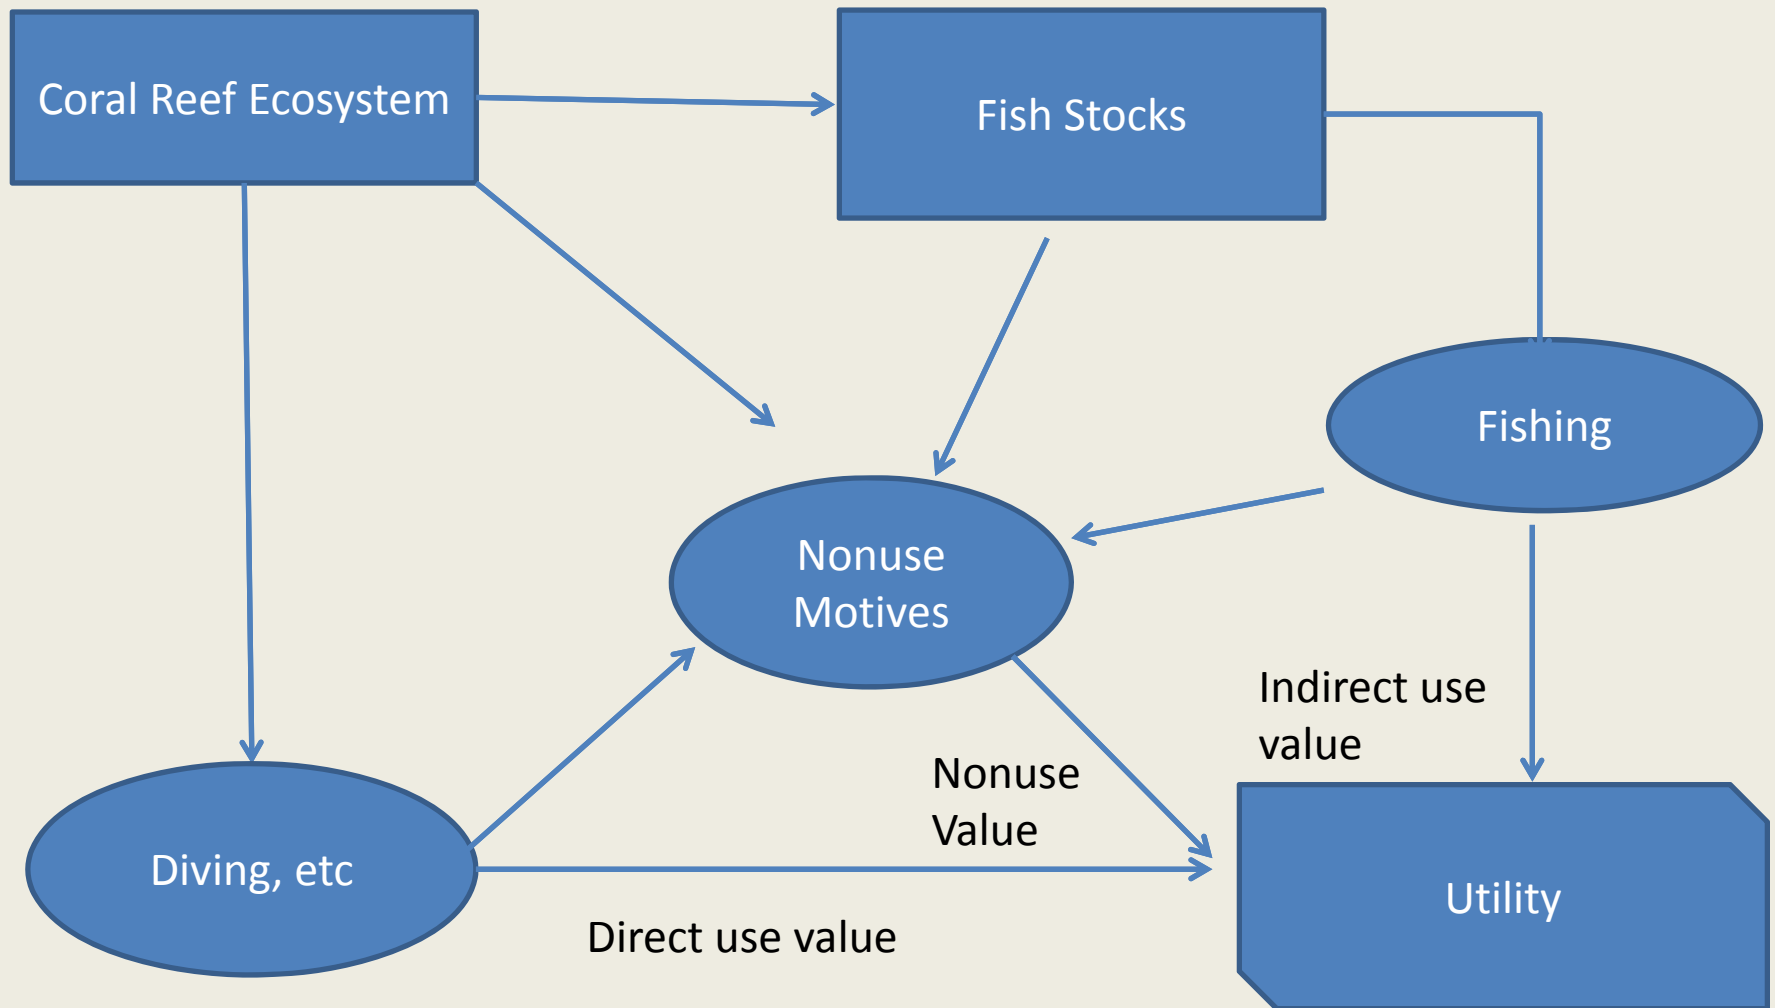 Coral Reef Ecosystem
Fish Stocks
Fishing
Nonuse
Motives
Indirect use
value
Nonuse
Value
Diving, etc
Utility
Direct use value